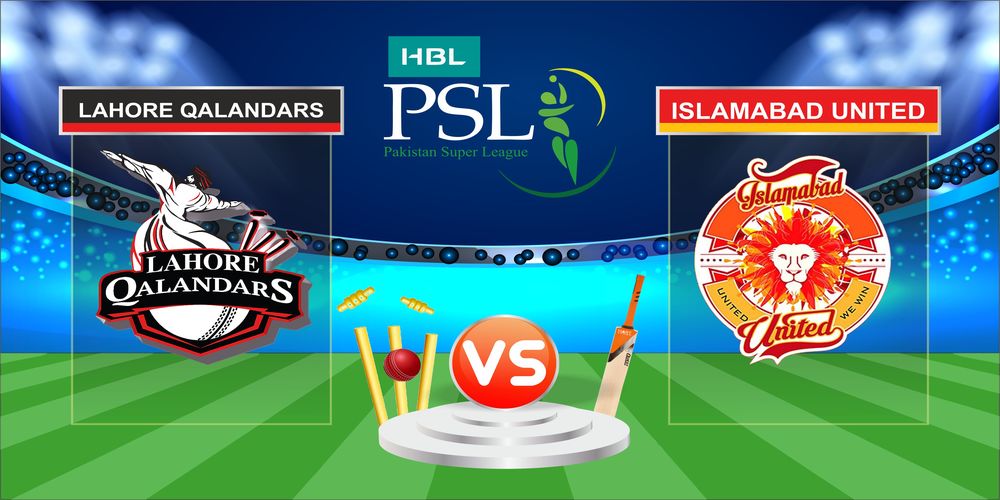 HBL
PSL
Pakistan Super League
LAHORE QALANDARS
ISLAMABAD UNITED
LAHORE
QALANDARS
Islamabad
UNITED
WE WIN
United
VS